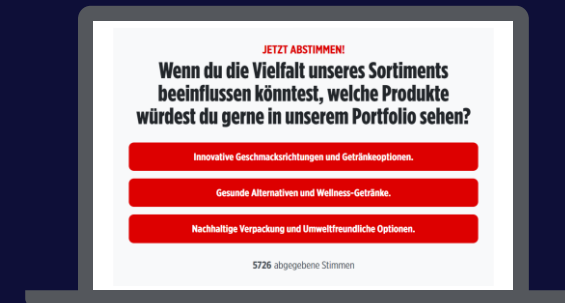 JETZT ABSTIMMEN!
Wenn du die Vielfalt unseres Sortiments
beeinflussen könntest, welche Produkte
würdest du gerne in unserem Portfolio sehen?
Innovative Geschmacksrichtungen und Getränkeoptionen.
Gesunde Alternativen und Wellness-Getränke.
Nachhaltige Verpackung und Umweltfreundliche Optionen.
5726 abgegebene Stimmen